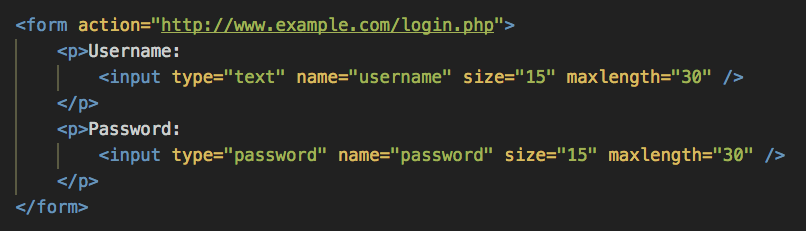 <form action="http://www.example.com/login.php">
<p>Username:
<input type="text" name="username" size="15" maxlength="30" />
</p>
<p>Password:
<input type="password" name="password" size="15" maxlength="30" />
</p>
</form>